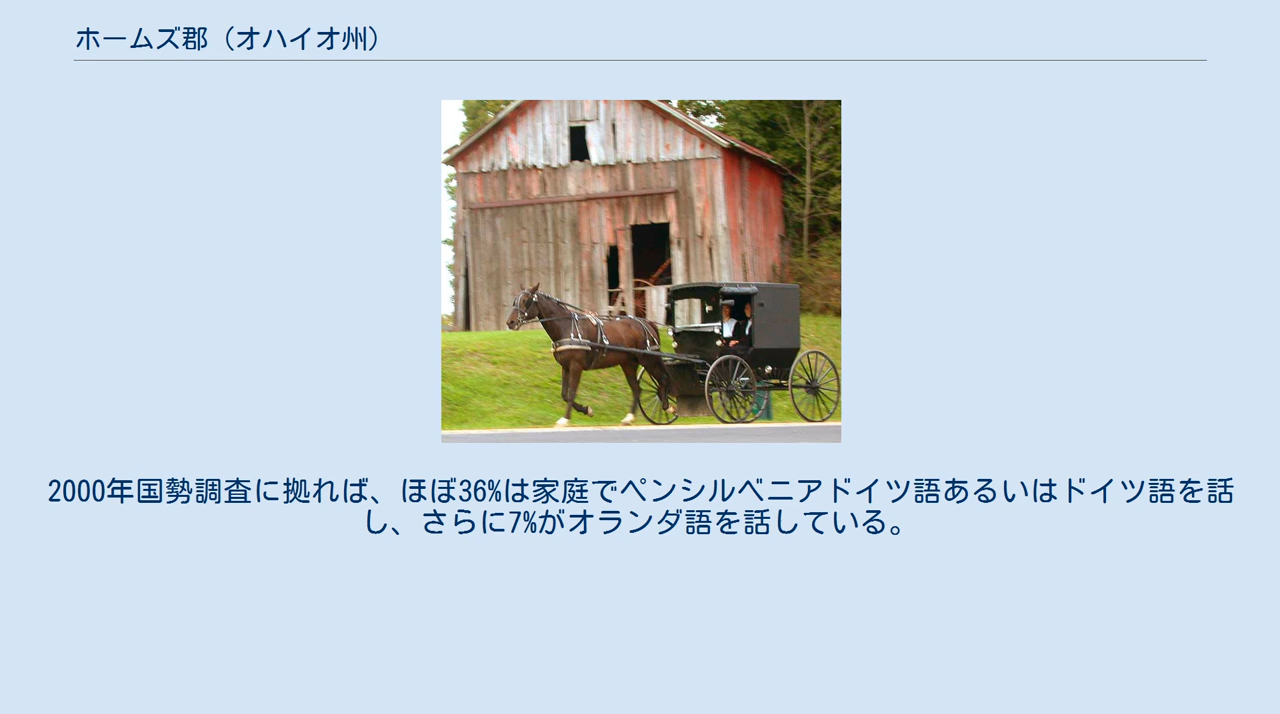 ホームズ郡（オハイオ州）
2000年国勢調査に拠れば、ほぼ36%は家庭でペンシルベニアドイツ語あるいはドイツ語を話
し、さらに7%がオランダ語を話している。